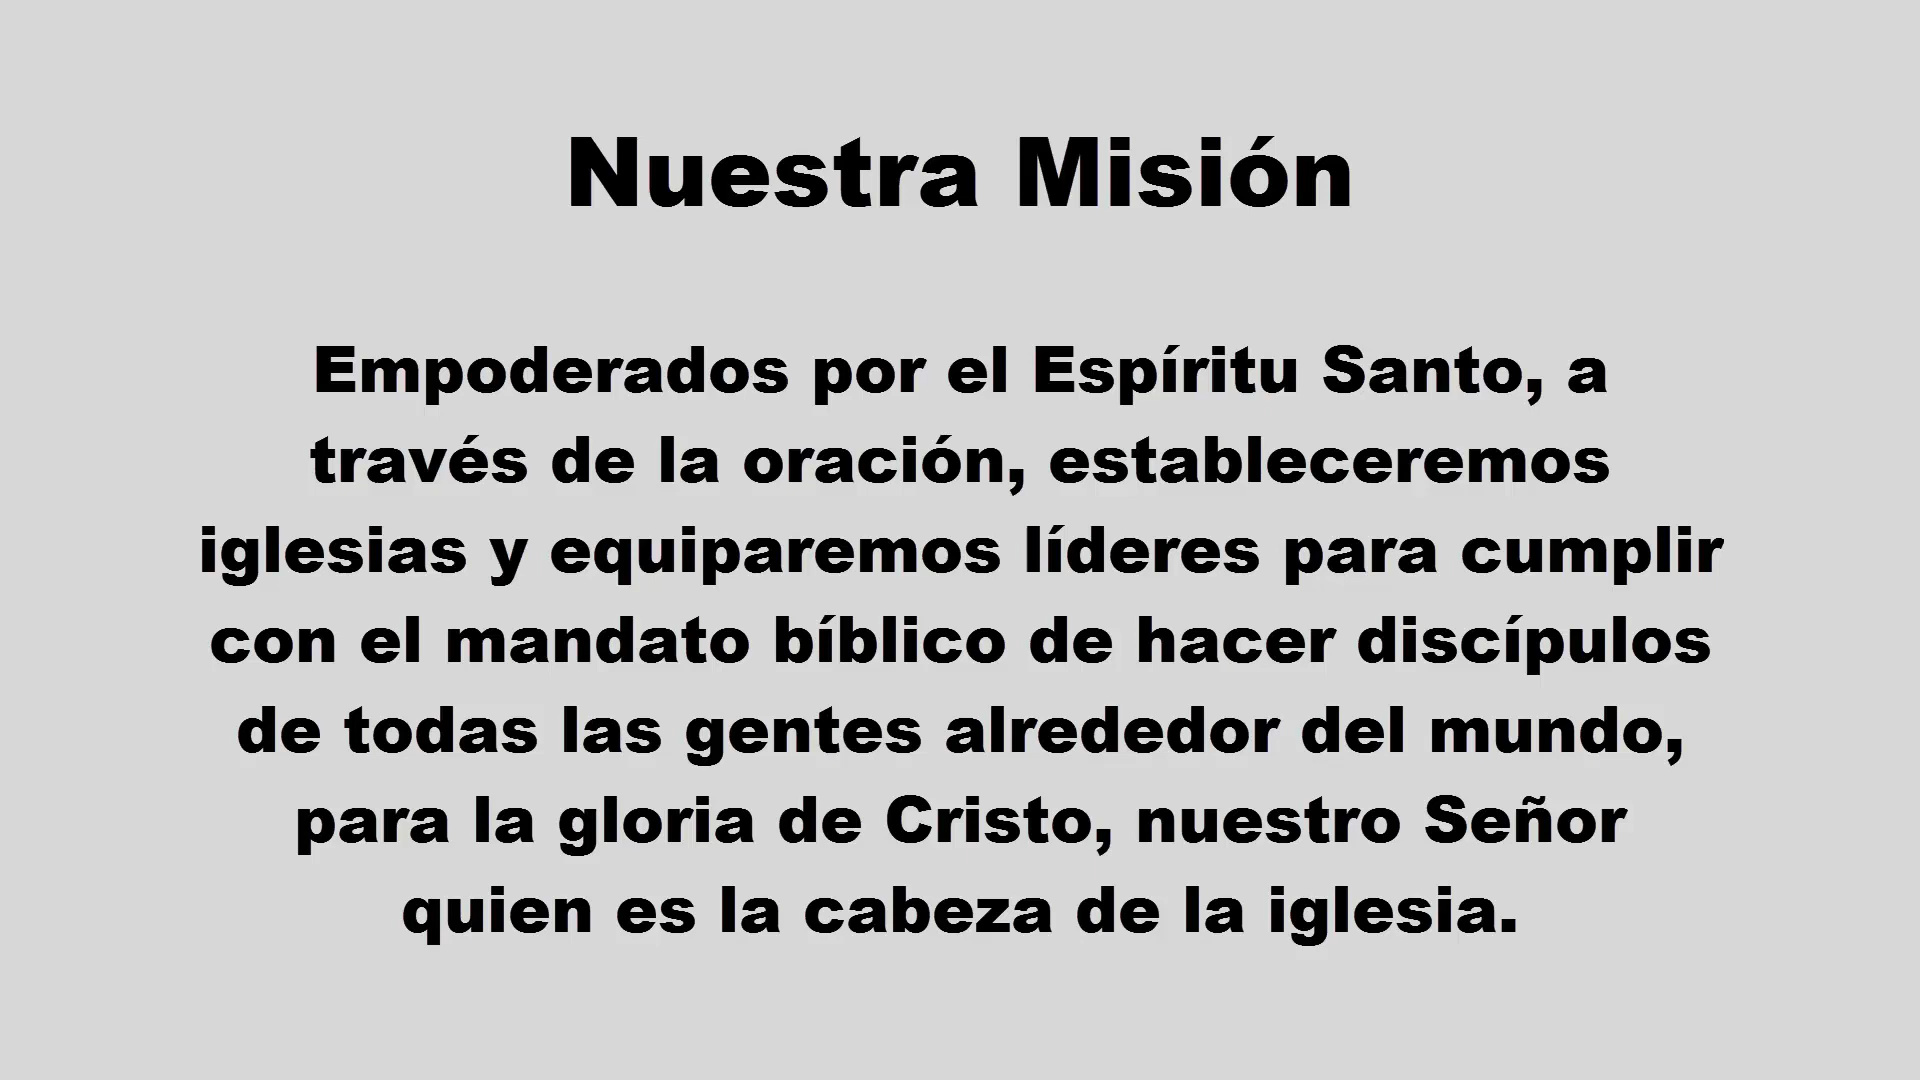 Nuestra Misión
Empoderados por el Espíritu Santo, a
través de la oración, estableceremos
iglesias y equiparemos líderes para cumplir
con el mandato bíblico de hacer discípulos
de todas las gentes alrededor del mundo,
para la gloria de Cristo, nuestro Señor
quien es la cabeza de la iglesia.